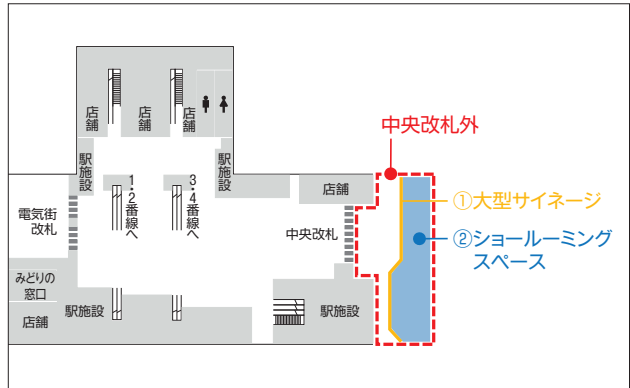 店舗
店舗
店舗
駅施設
駅施設
1・2番線へ
3・4番線へ
店舗
中央改札外
①大型サイネージ
②ショールーミング
スペース
電気街
改札
中央改札
みどりの
窓口
店舗
駅施設
駅施設